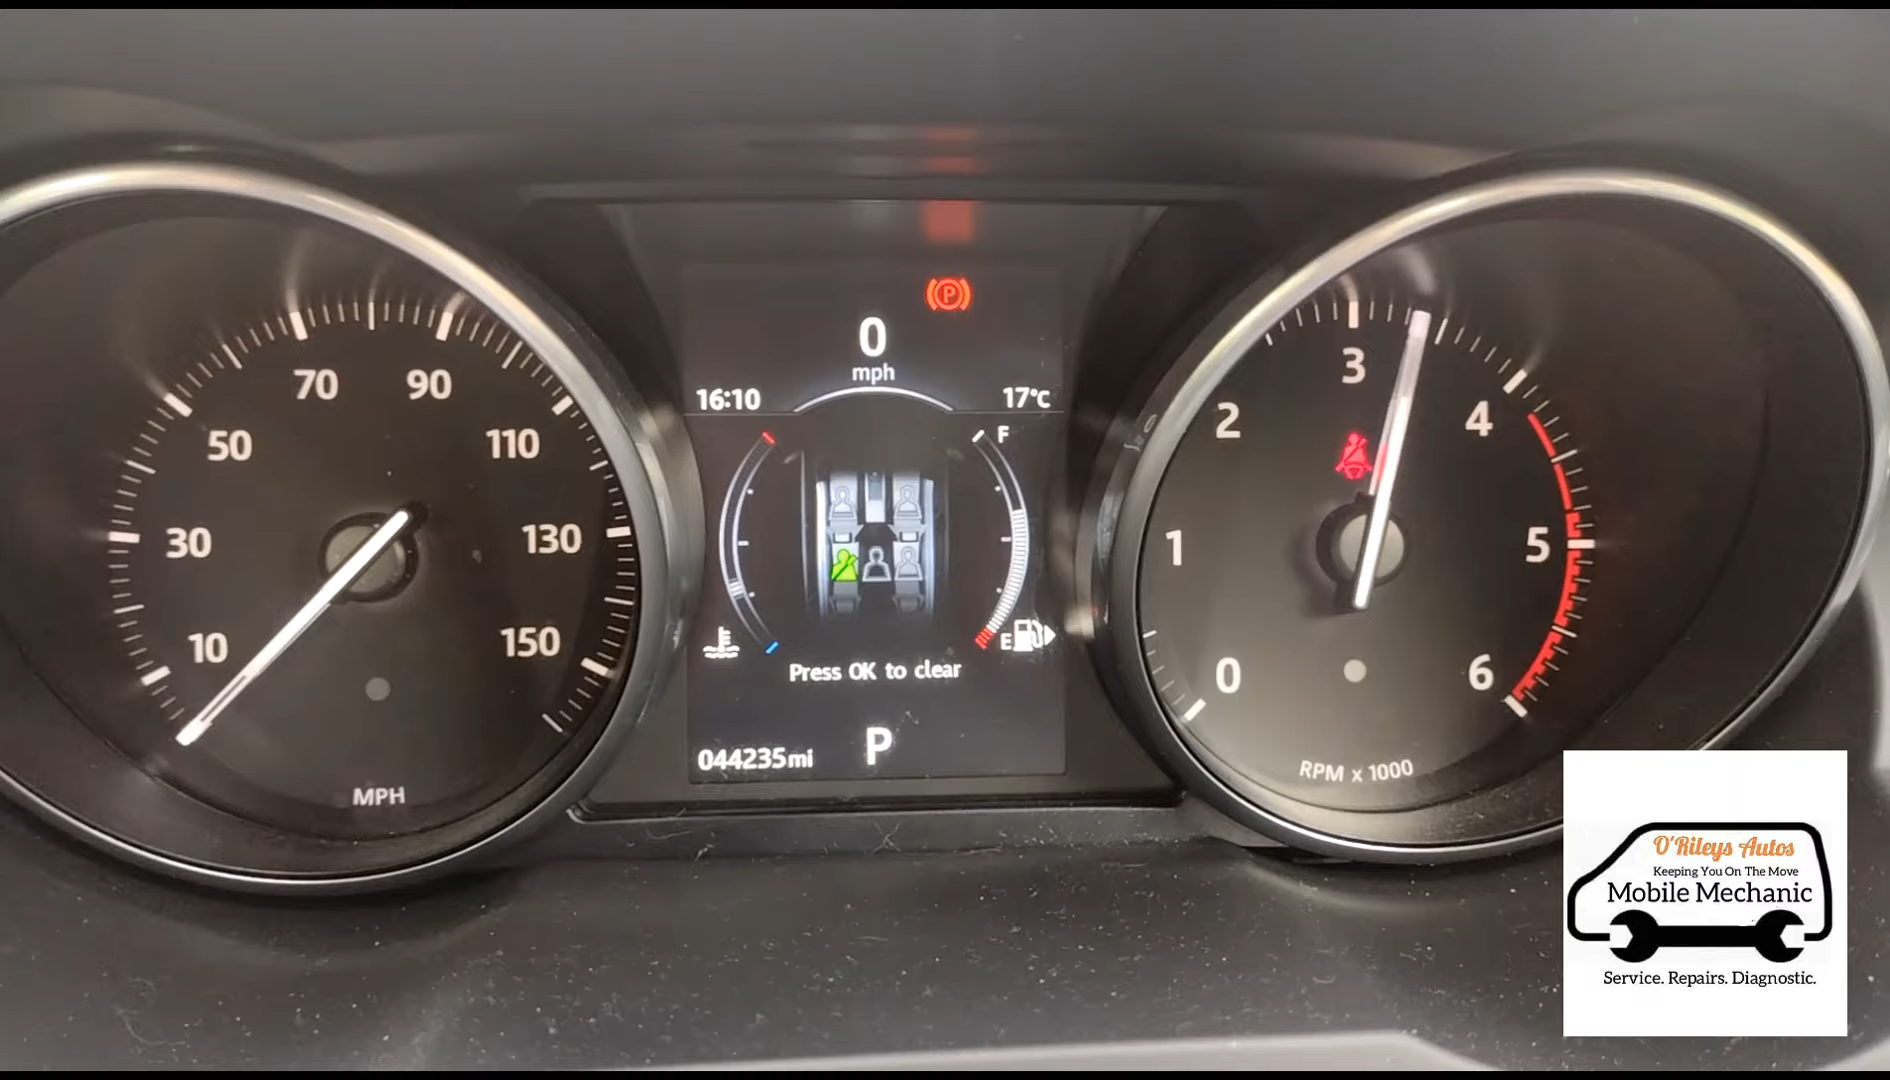 10
30
50
70
90
110
130
150
MPH
P
0
mph
16:10
17°C
F
E
Press OK to clear
044235mi
P
0
1
2
3
4
5
6
RPM x 1000
O'Rileys Autos
Keeping You On The Move
Mobile Mechanic
Service. Repairs. Diagnostic.